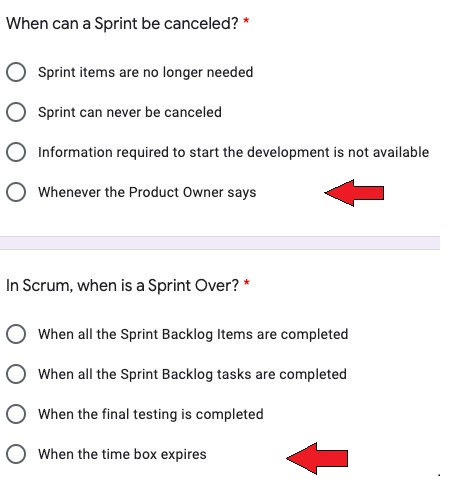 When can a Sprint be canceled? *
Sprint items are no longer needed
Sprint can never be canceled
Information required to start the development is not available
Whenever the Product Owner says
In Scrum, when is a Sprint Over? *
When all the Sprint Backlog Items are completed
When all the Sprint Backlog tasks are completed
When the final testing is completed
When the time box expires